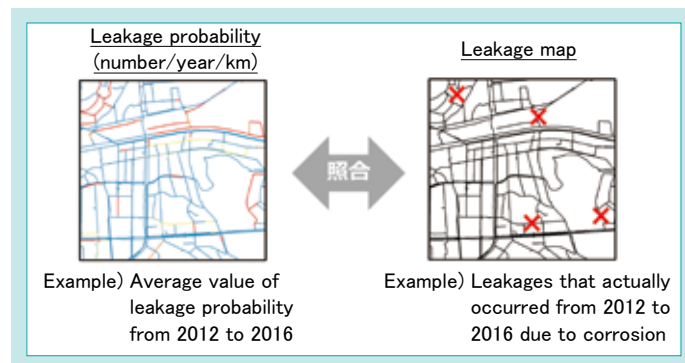 Leakage probability
(number/year/km)
Leakage map
照合
Example) Average value of
leakage probability
from 2012 to 2016
Example) Leakages that actually
occurred from 2012 to
2016 due to corrosion